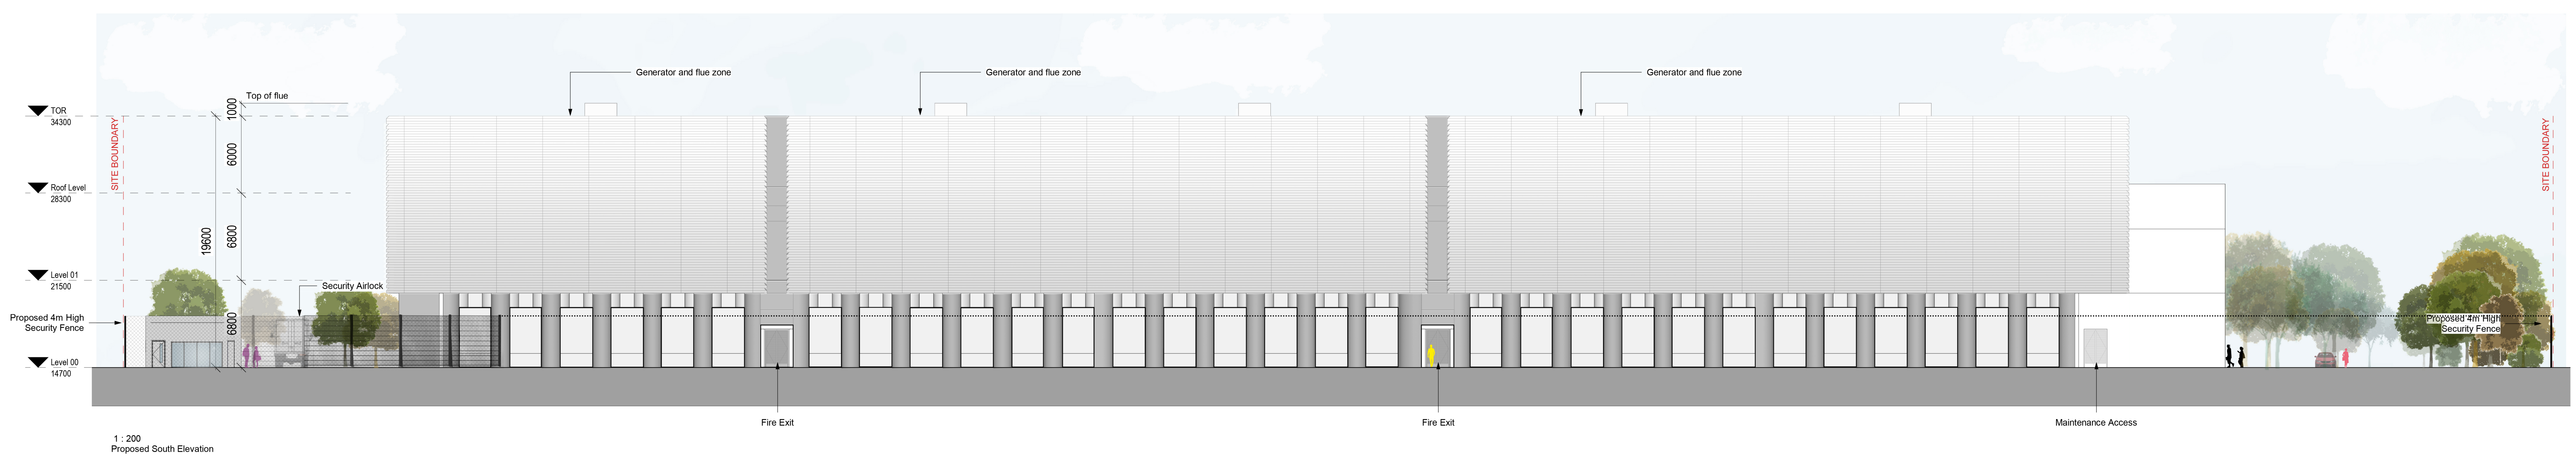 Generator and flue zone
Generator and flue zone
Generator and flue zone
Top of flue
TOR
34300
1000
SITE BOUNDARY
SITE BOUNDARY
6000
Roof Level
28300
19600
6800
Level 01
21500
Security Airlock
Proposed 4m High
Security Fence
6800
Proposed 4m High
Security Fence
Level 00
14700
Fire Exit
Fire Exit
Maintenance Access
1 : 200
Proposed South Elevation